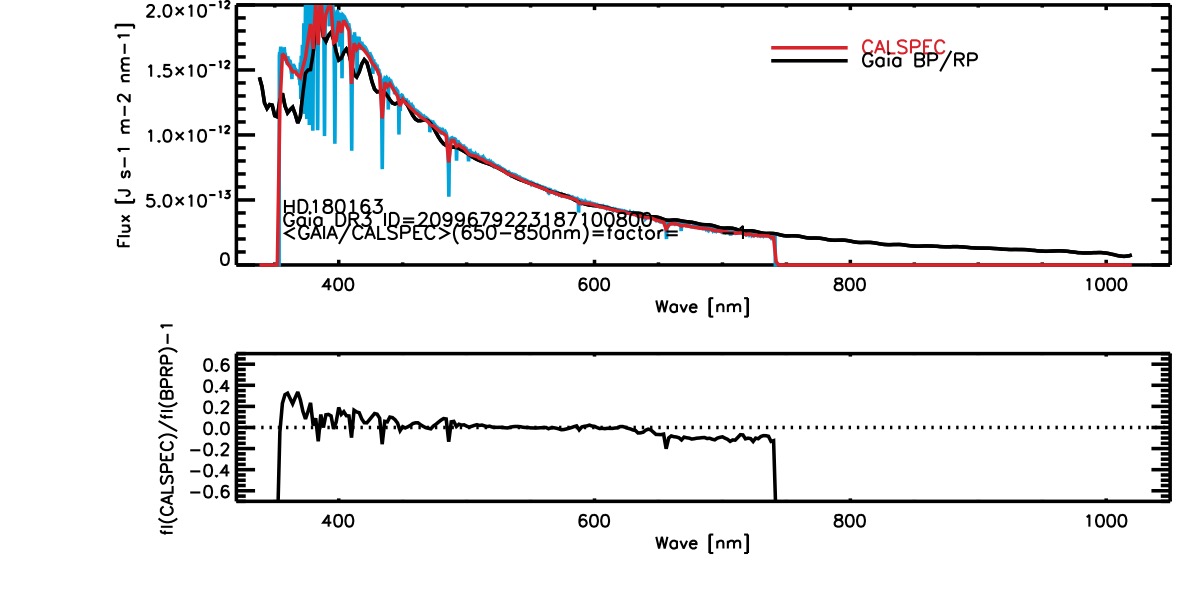 2.0×10−12
1.5×10−12
1.0×10−12
5.0×10−13
0
Flux [J s−1 m−2 nm−1]
CALSPEC
Gaia BP/RP
HD180163
Gaia DR3 ID=2099679223187100800
<GAIA/CALSPEC>(650−850nm)=factor= −1
400 600 800 1000
Wave [nm]
fl(CALSPEC)/fl(BPRP)−1
0.6
0.4
0.2
0.0
−0.2
−0.4
−0.6
400 600 800 1000
Wave [nm]